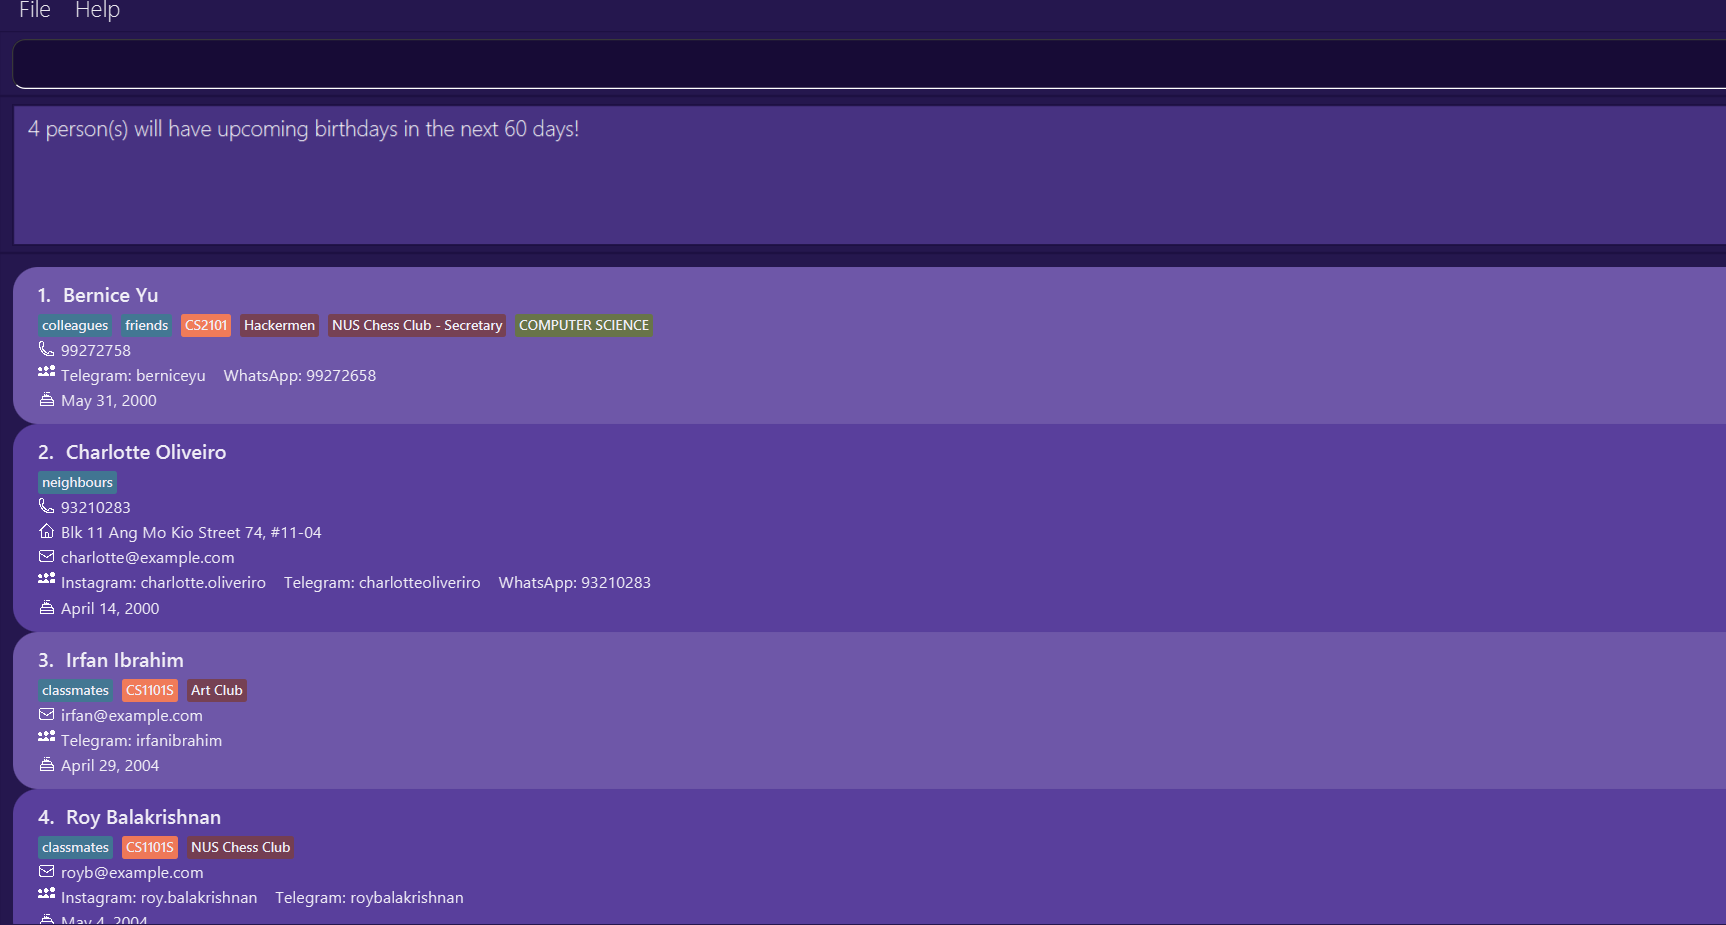 File Help
4 person(s) will have upcoming birthdays in the next 60 days!
1. Bernice Yu
colleagues friends CS2101 Hackermen NUS Chess Club - Secretary COMPUTER SCIENCE
99272758
Telegram: berniceyu WhatsApp: 99272658
May 31, 2000
2. Charlotte Oliveiro
neighbours
93210283
Blk 11 Ang Mo Kio Street 74, #11-04
charlotte@example.com
Instagram: charlotte.oliveriro Telegram: charlotteoliveriro WhatsApp: 93210283
April 14, 2000
3. Irfan Ibrahim
classmates CS1101S Art Club
irfan@example.com
Telegram: irfanibrahim
April 29, 2004
4. Roy Balakrishnan
classmates CS1101S NUS Chess Club
royb@example.com
Instagram: roy.balakrishnan Telegram: roybalakrishnan
May 4, 2004